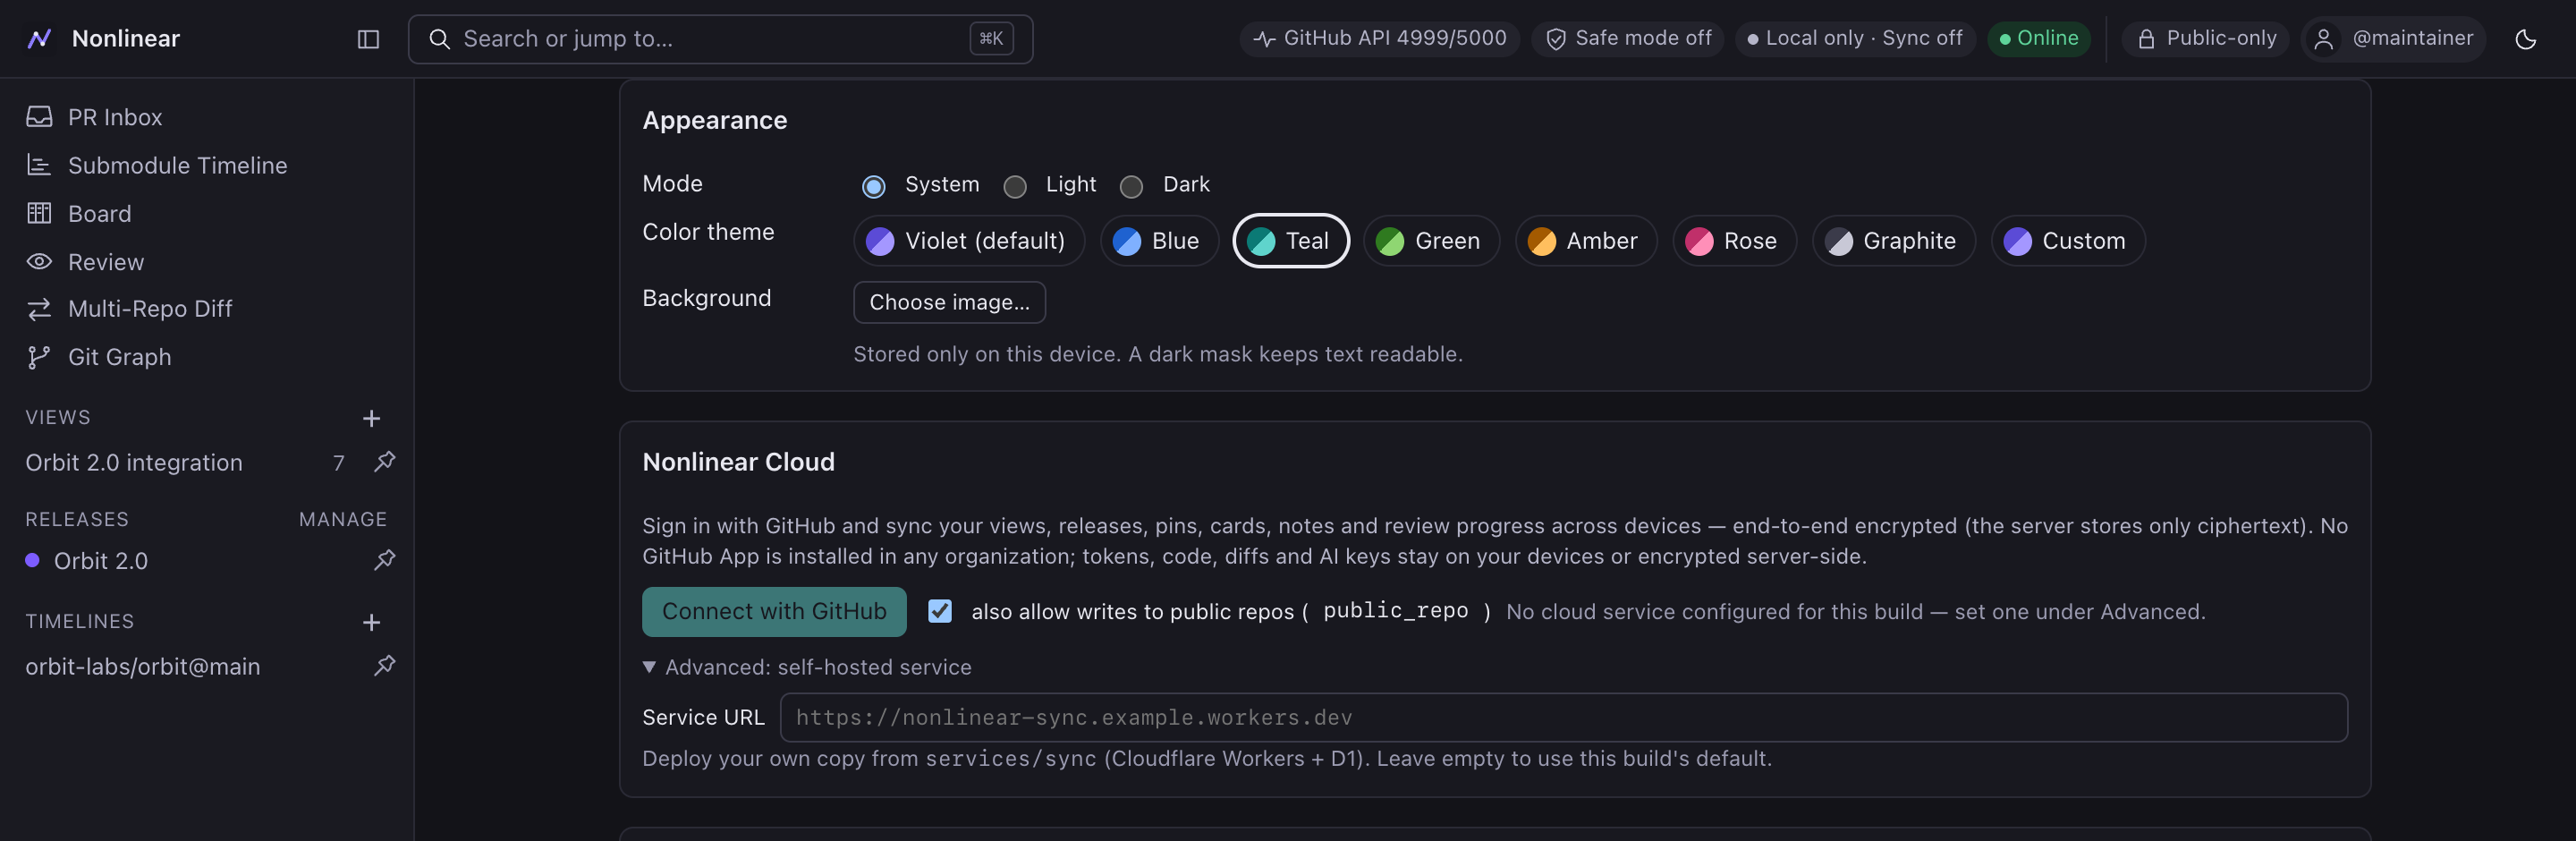 Nonlinear
Search or jump to...
⌘K
GitHub API 4999/5000
Safe mode off
Local only · Sync off
Online
Public-only
@maintainer
PR Inbox
Submodule Timeline
Board
Review
Multi-Repo Diff
Git Graph
VIEWS
Orbit 2.0 integration 7
RELEASES MANAGE
Orbit 2.0
TIMELINES
orbit-labs/orbit@main
Appearance
Mode System Light Dark
Color theme Violet (default) Blue Teal Green Amber Rose Graphite Custom
Background Choose image...
Stored only on this device. A dark mask keeps text readable.
Nonlinear Cloud
Sign in with GitHub and sync your views, releases, pins, cards, notes and review progress across devices — end-to-end encrypted (the server stores only ciphertext). No
GitHub App is installed in any organization; tokens, code, diffs and AI keys stay on your devices or encrypted server-side.
Connect with GitHub also allow writes to public repos ( public_repo ) No cloud service configured for this build — set one under Advanced.
Advanced: self-hosted service
Service URL https://nonlinear-sync.example.workers.dev
Deploy your own copy from services/sync (Cloudflare Workers + D1). Leave empty to use this build's default.